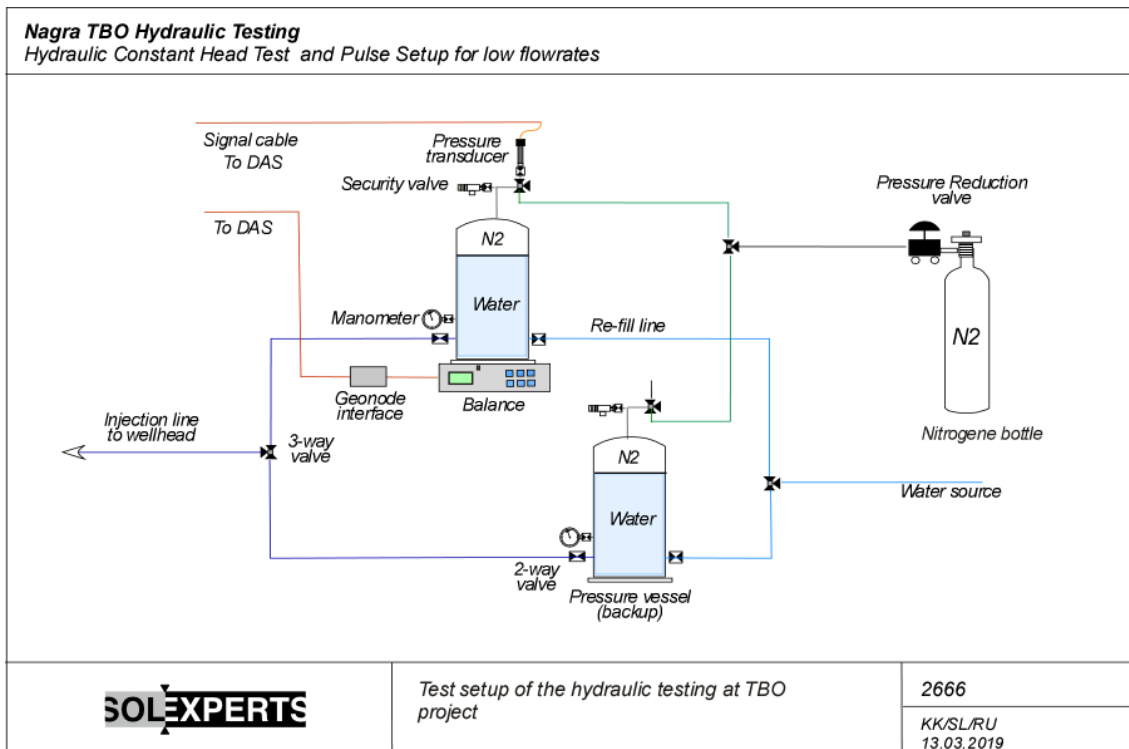 Nagra TBO Hydraulic Testing
Hydraulic Constant Head Test and Pulse Setup for low flowrates
Signal cable
To DAS
Pressure
transducer
Security valve
Pressure Reduction
valve
To DAS
N2
Water
Manometer
Re-fill line
N2
Geonode
interface
Balance
Injection line
to wellhead
3-way
valve
Nitrogene bottle
N2
Water source
Water
2-way
valve
Pressure vessel
(backup)
SOLEXPERTS
Test setup of the hydraulic testing at TBO
project
2666
KK/SL/RU
13.03.2019